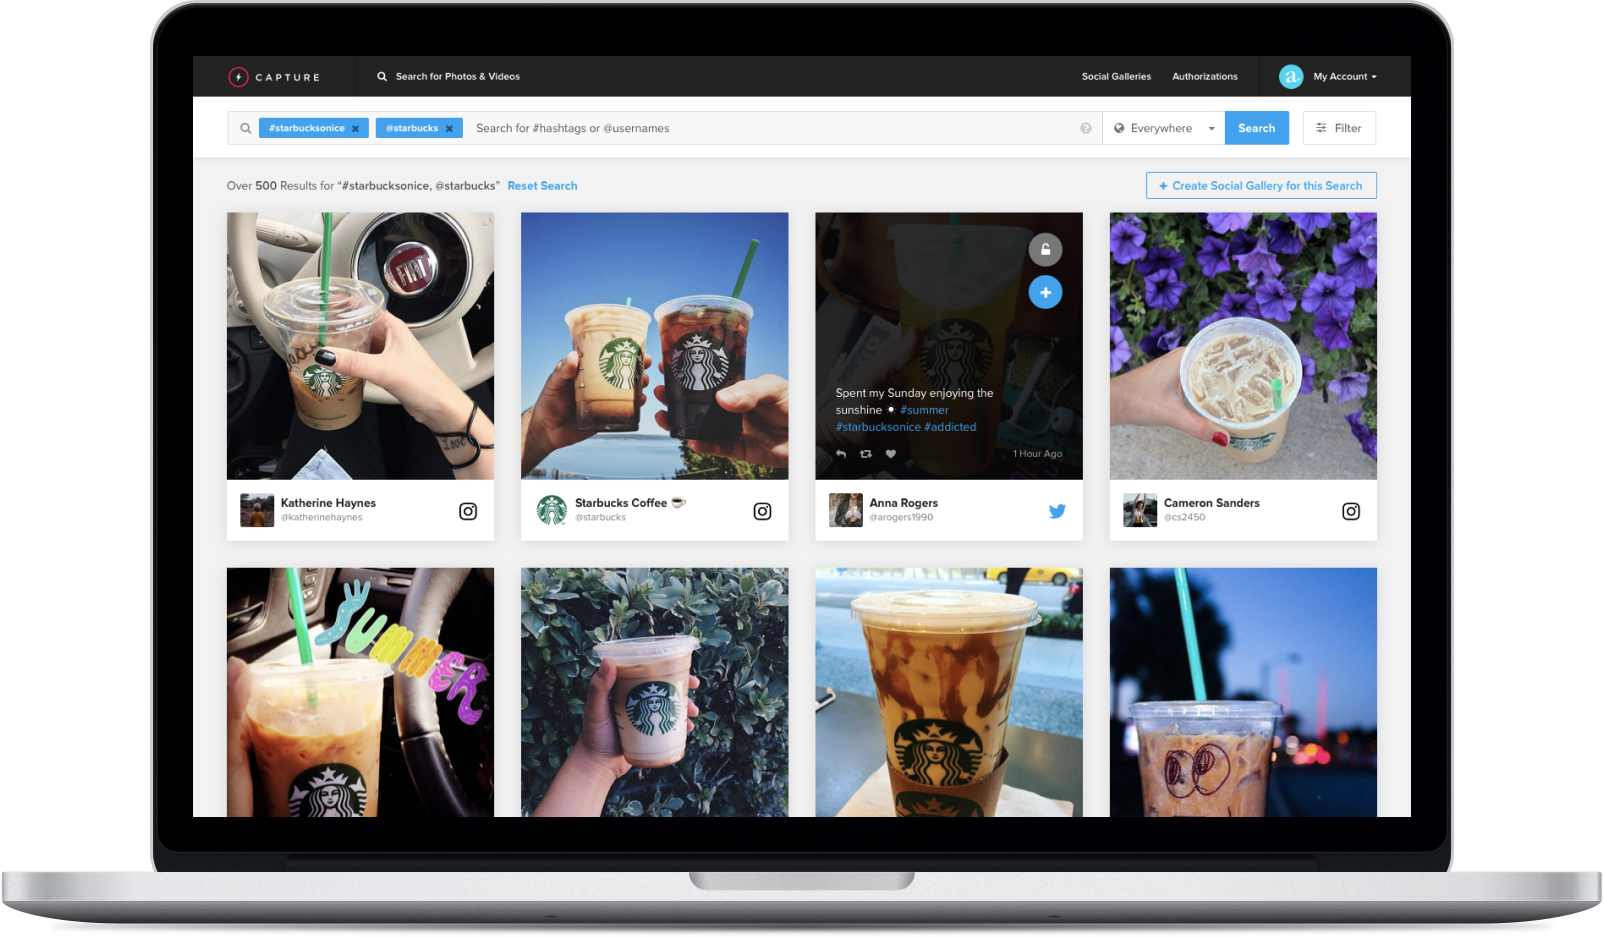 CAPTURE
Search for Photos & Videos
Social Galleries
Authorizations
a.
My Account
#starbucksonice ×
@starbucks ×
Search for #hashtags or @usernames
?
Everywhere
Search
Filter
Over 500 Results for “#starbucksonice, @starbucks” Reset Search
+ Create Social Gallery for this Search
FIAT
Love
Spent my Sunday enjoying the
sunshine ☀ #summer
#starbucksonice #addicted
1 Hour Ago
Katherine Haynes
@katherinehaynes
Starbucks Coffee ☕
@starbucks
Anna Rogers
@arogers1990
Cameron Sanders
@cs2450
SUMMER